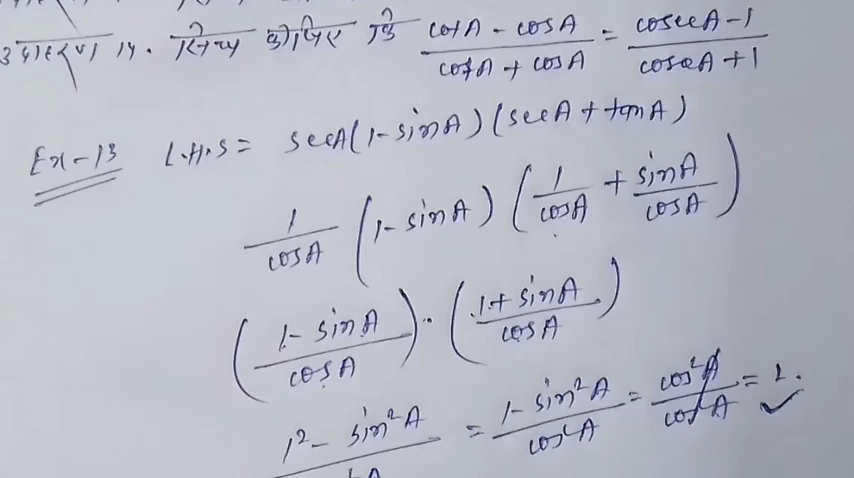 उदाहरण 14. सिद्ध कीजिए कि (cotA - cosA)/(cotA + cosA) = (cosecA - 1)/(cosecA + 1)
Ex-13 L.H.S = secA(1-sinA)(secA + tanA)
1/cosA (1-sinA) (1/cosA + sinA/cosA)
((1-sinA)/cosA) · ((1+sinA)/cosA)
(1² - sin²A)/ = (1-sin²A)/cos²A = cos²A/cos²A = 1.